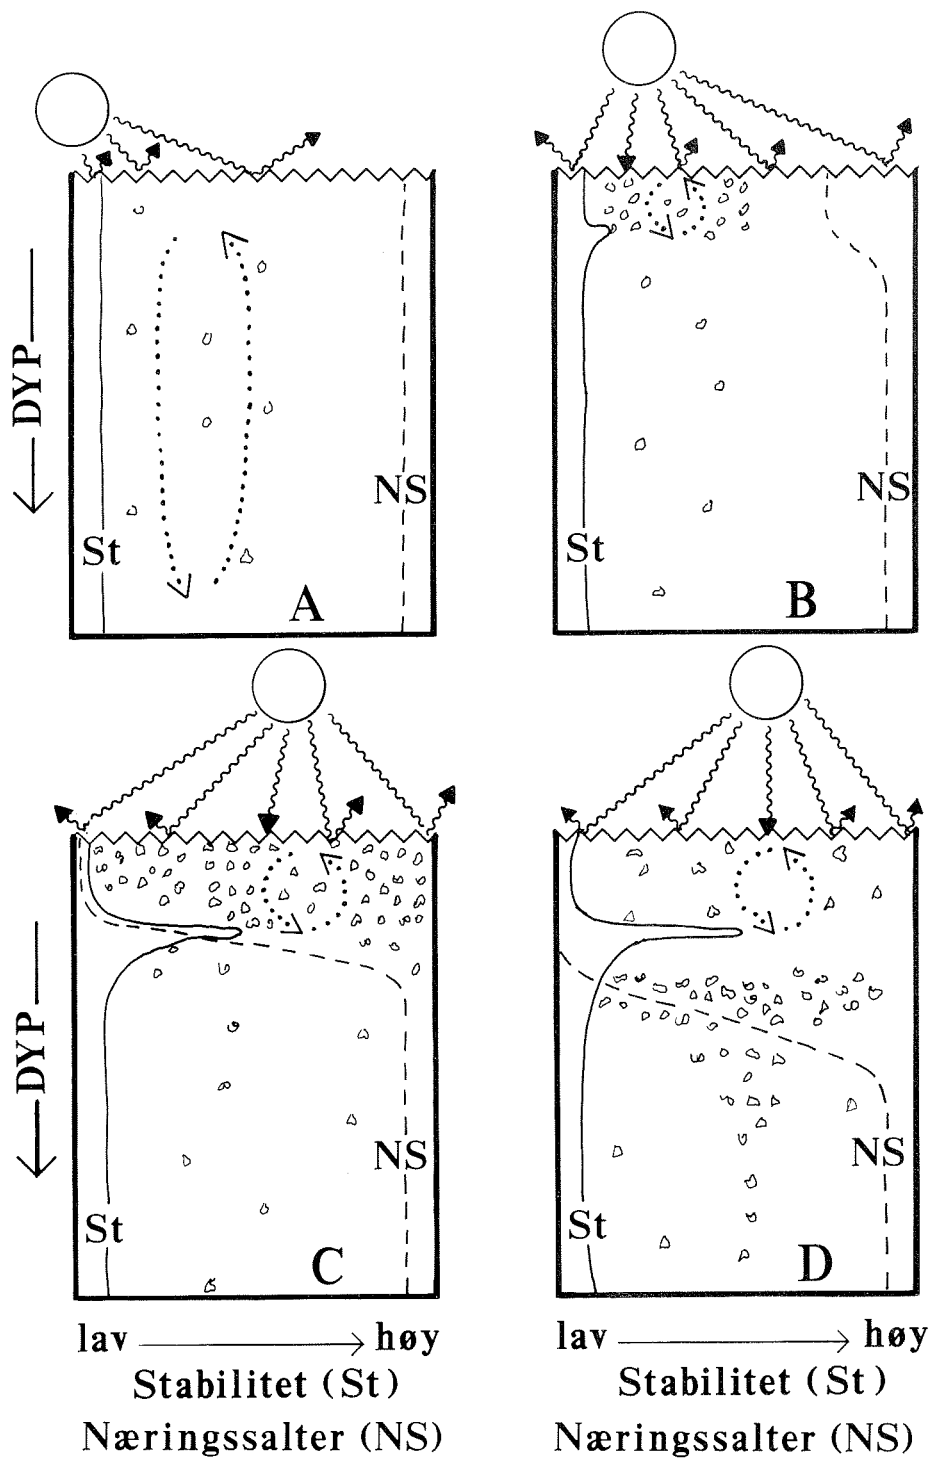 DYP
NS
St
A
NS
St
B
DYP
NS
St
C
NS
St
D
lav høy
Stabilitet (St)
Næringssalter (NS)
lav høy
Stabilitet (St)
Næringssalter (NS)